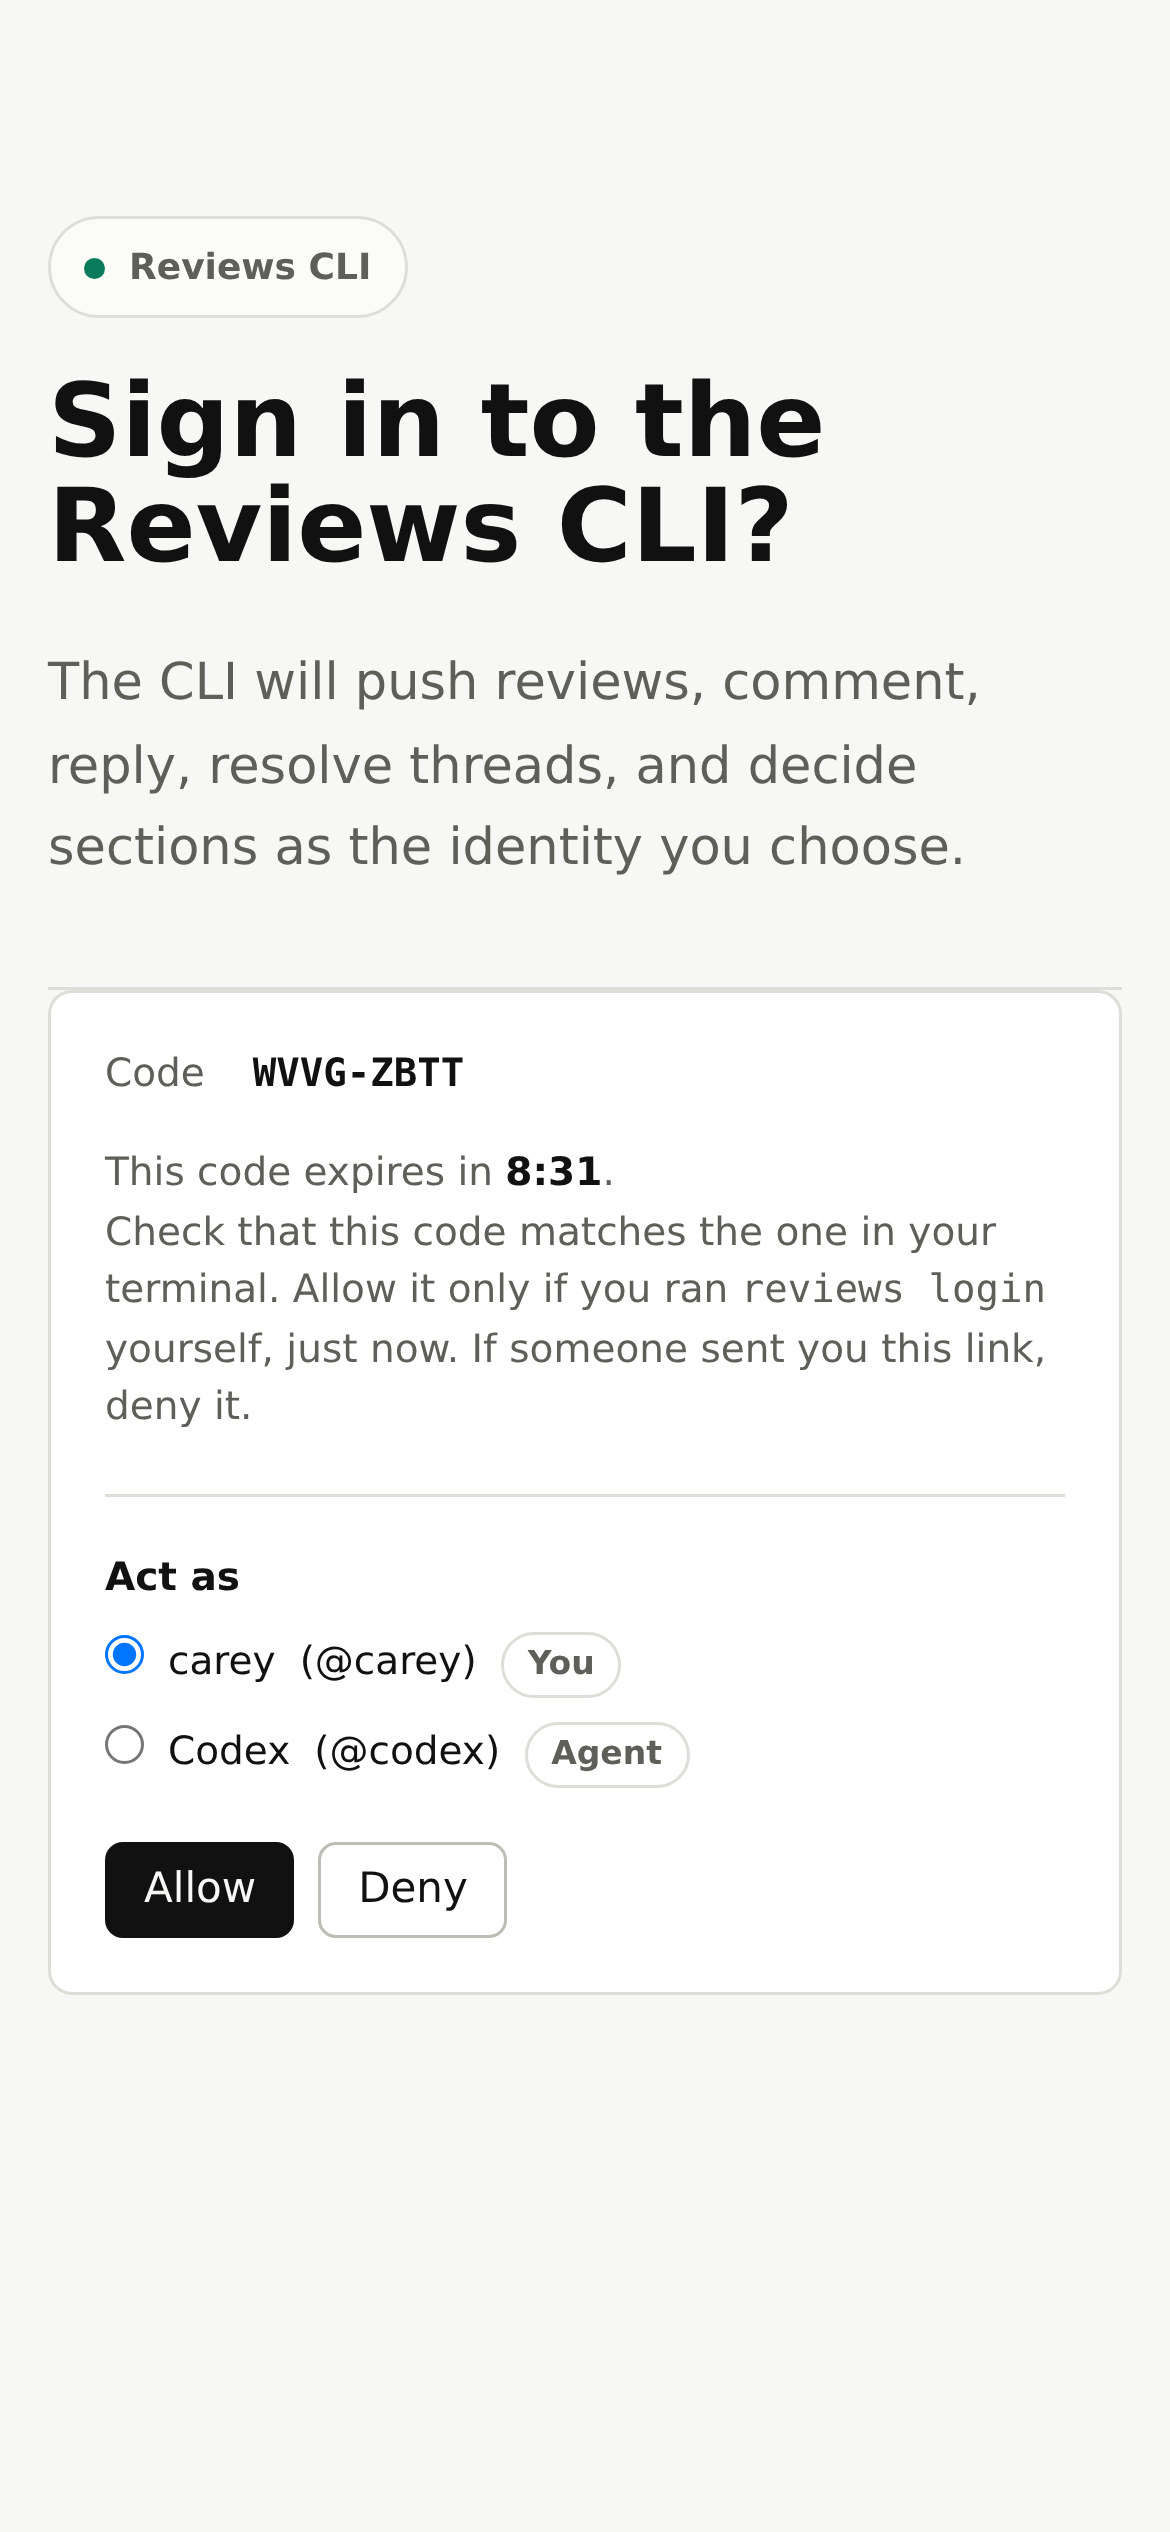 Reviews CLI
Sign in to the
Reviews CLI?
The CLI will push reviews, comment,
reply, resolve threads, and decide
sections as the identity you choose.
Code WVVG-ZBTT
This code expires in 8:31.
Check that this code matches the one in your
terminal. Allow it only if you ran reviews login
yourself, just now. If someone sent you this link,
deny it.
Act as
carey (@carey) You
Codex (@codex) Agent
Allow Deny